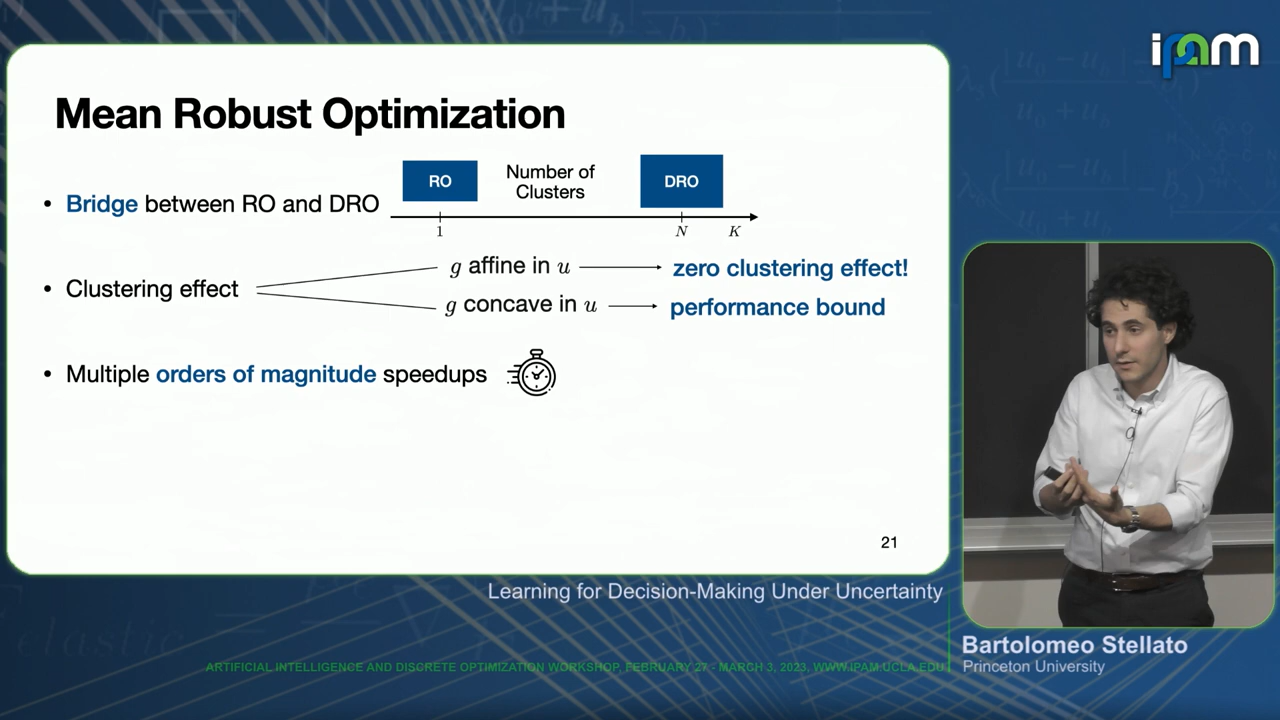 ipam
Mean Robust Optimization
• Bridge between RO and DRO
RO
Number of
Clusters
DRO
1
N
K
• Clustering effect
g affine in u
zero clustering effect!
g concave in u
performance bound
• Multiple orders of magnitude speedups
21
Learning for Decision-Making Under Uncertainty
Bartolomeo Stellato
Princeton University
ARTIFICIAL INTELLIGENCE AND DISCRETE OPTIMIZATION WORKSHOP, FEBRUARY 27 - MARCH 3, 2023, WWW.IPAM.UCLA.EDU
elastic